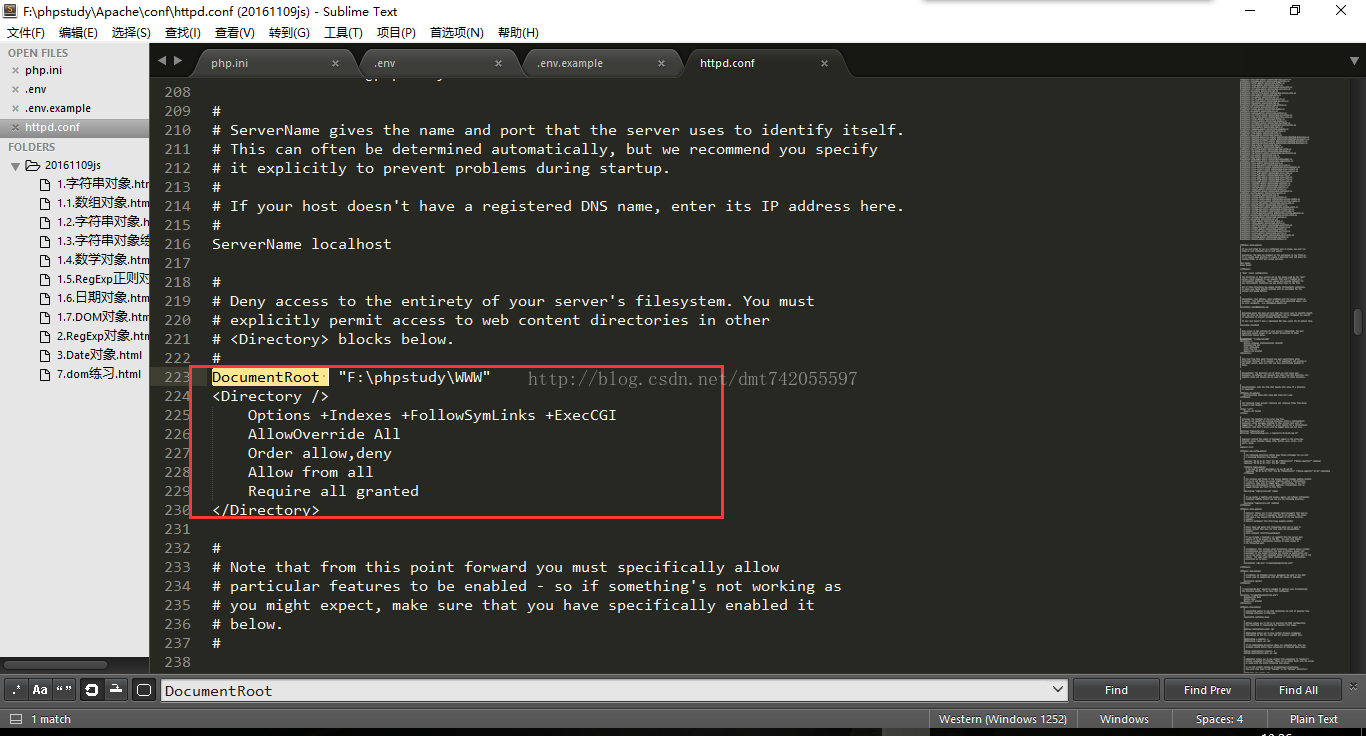 F:\phpstudy\Apache\conf\httpd.conf (20161109js) - Sublime Text
文件(F) 编辑(E) 选择(S) 查找(I) 查看(V) 转到(G) 工具(T) 项目(P) 首选项(N) 帮助(H)
OPEN FILES
php.ini
.env
.env.example
httpd.conf
FOLDERS
20161109js
1.字符串对象.htm
1.1.数组对象.htm
1.2.字符串对象.h
1.3.字符串对象练
1.4.数学对象.htm
1.5.RegExp正则对
1.6.日期对象.htm
1.7.DOM对象.htm
2.RegExp对象.htm
3.Date对象.html
7.dom练习.html
php.ini .env .env.example httpd.conf
208
209 #
210 # ServerName gives the name and port that the server uses to identify itself.
211 # This can often be determined automatically, but we recommend you specify
212 # it explicitly to prevent problems during startup.
213 #
214 # If your host doesn't have a registered DNS name, enter its IP address here.
215 #
216 ServerName localhost
217
218 #
219 # Deny access to the entirety of your server's filesystem. You must
220 # explicitly permit access to web content directories in other
221 # <Directory> blocks below.
222 #
223 DocumentRoot "F:\phpstudy\WWW" http://blog.csdn.net/dmt742055597
224 <Directory />
225 Options +Indexes +FollowSymLinks +ExecCGI
226 AllowOverride All
227 Order allow,deny
228 Allow from all
229 Require all granted
230 </Directory>
231
232 #
233 # Note that from this point forward you must specifically allow
234 # particular features to be enabled - so if something's not working as
235 # you might expect, make sure that you have specifically enabled it
236 # below.
237 #
238
.* Aa “” DocumentRoot Find Find Prev Find All
1 match Western (Windows 1252) Windows Spaces: 4 Plain Text